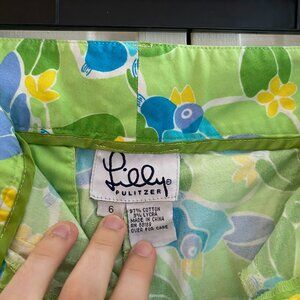 Lilly
PULITZER
6
97% COTTON
3% LYCRA
MADE IN CHINA
OVER FOR CARE